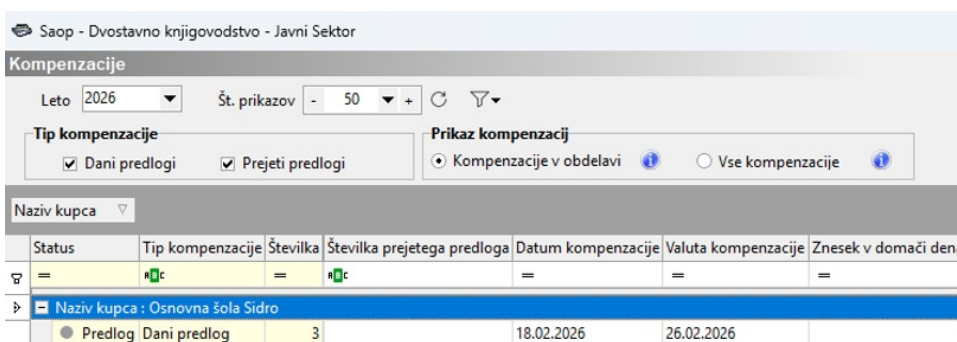 Saop - Dvostavno knjigovodstvo - Javni Sektor
Kompenzacije
Leto 2026 Št. prikazov - 50 +
Tip kompenzacije Prikaz kompenzacij
Dani predlogi Prejeti predlogi Kompenzacije v obdelavi Vse kompenzacije
Naziv kupca
Status Tip kompenzacije Številka Številka prejetega predloga Datum kompenzacije Valuta kompenzacije Znesek v domači den
= ABC = ABC = = =
Naziv kupca : Osnovna šola Sidro
Predlog Dani predlog 3 18.02.2026 26.02.2026